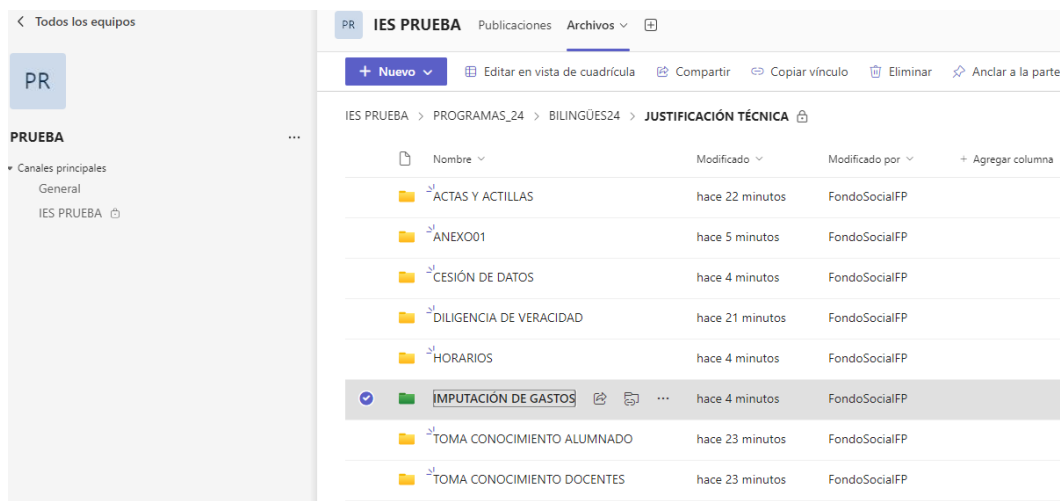 Todos los equipos
PR
PRUEBA
Canales principales
General
IES PRUEBA
PR IES PRUEBA Publicaciones Archivos
+ Nuevo Editar en vista de cuadrícula Compartir Copiar vínculo Eliminar Anclar a la parte
IES PRUEBA > PROGRAMAS_24 > BILINGÜES24 > JUSTIFICACIÓN TÉCNICA
Nombre Modificado Modificado por + Agregar columna
ACTAS Y ACTILLAS hace 22 minutos FondoSocialFP
ANEXO01 hace 5 minutos FondoSocialFP
CESIÓN DE DATOS hace 4 minutos FondoSocialFP
DILIGENCIA DE VERACIDAD hace 21 minutos FondoSocialFP
HORARIOS hace 4 minutos FondoSocialFP
IMPUTACIÓN DE GASTOS ... hace 4 minutos FondoSocialFP
TOMA CONOCIMIENTO ALUMNADO hace 23 minutos FondoSocialFP
TOMA CONOCIMIENTO DOCENTES hace 23 minutos FondoSocialFP